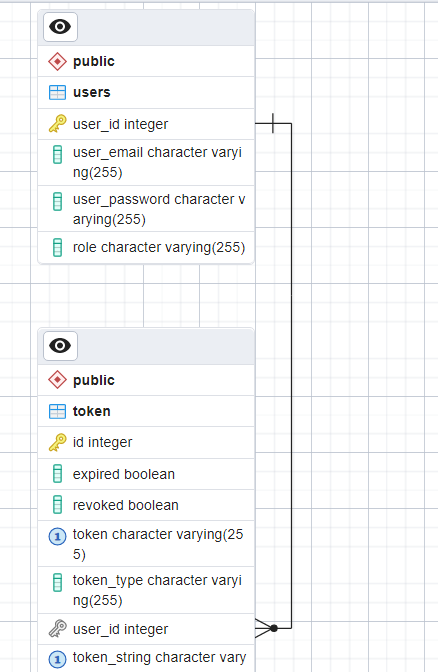 public
users
user_id integer
user_email character varyi
ng(255)
user_password character v
arying(255)
role character varying(255)
public
token
id integer
expired boolean
revoked boolean
1 token character varying(25
5)
token_type character varyi
ng(255)
user_id integer
1 token_string character vary